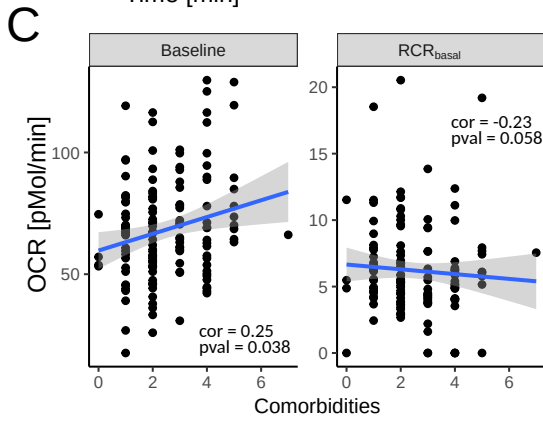 Time [min]
C
Baseline
RCRbasal
OCR [pMol/min]
100
50
cor = 0.25
pval = 0.038
0 2 4 6
20
15
10
5
0
cor = -0.23
pval = 0.058
0 2 4 6
Comorbidities